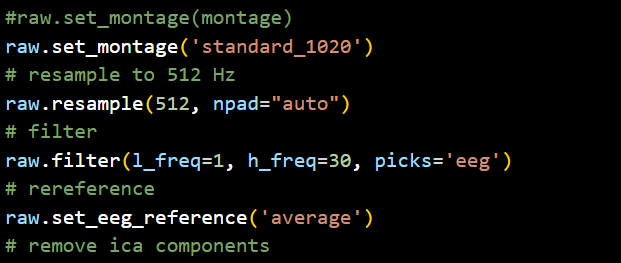 #raw.set_montage(montage)
raw.set_montage('standard_1020')
# resample to 512 Hz
raw.resample(512, npad="auto")
# filter
raw.filter(l_freq=1, h_freq=30, picks='eeg')
# rereference
raw.set_eeg_reference('average')
# remove ica components